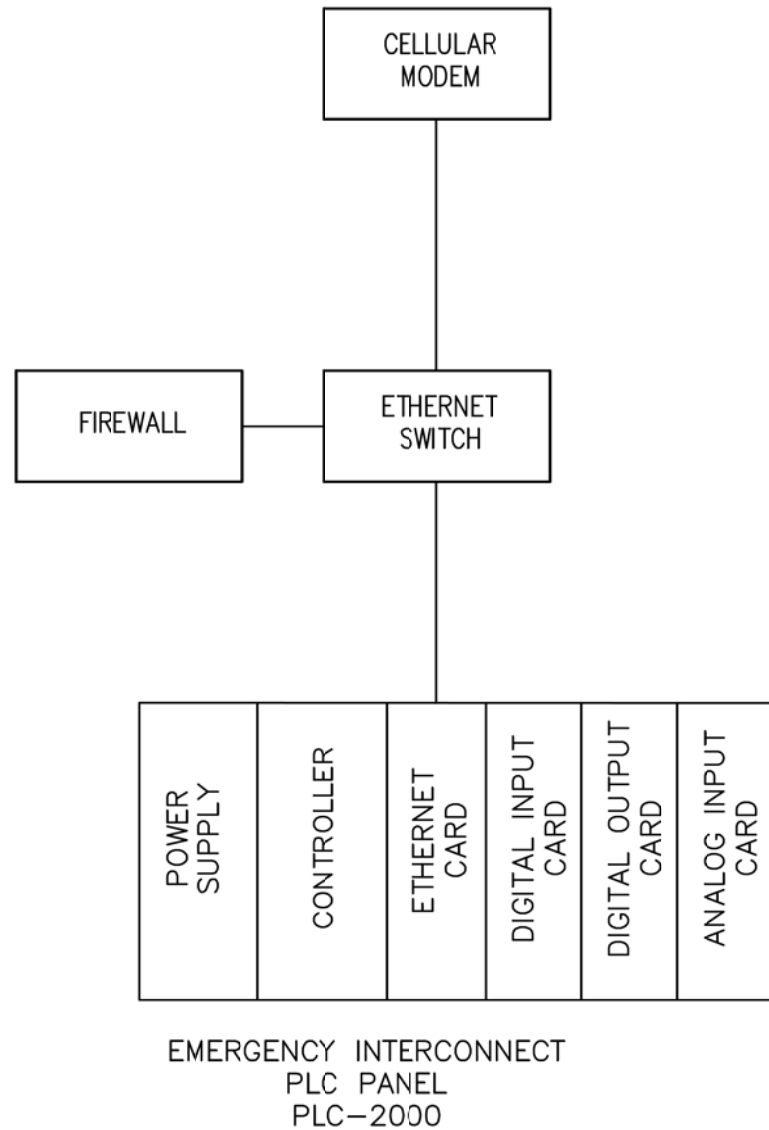 CELLULAR
MODEM
FIREWALL
ETHERNET
SWITCH
POWER
SUPPLY
CONTROLLER
ETHERNET
CARD
DIGITAL INPUT
CARD
DIGITAL OUTPUT
CARD
ANALOG INPUT
CARD
EMERGENCY INTERCONNECT
PLC PANEL
PLC-2000